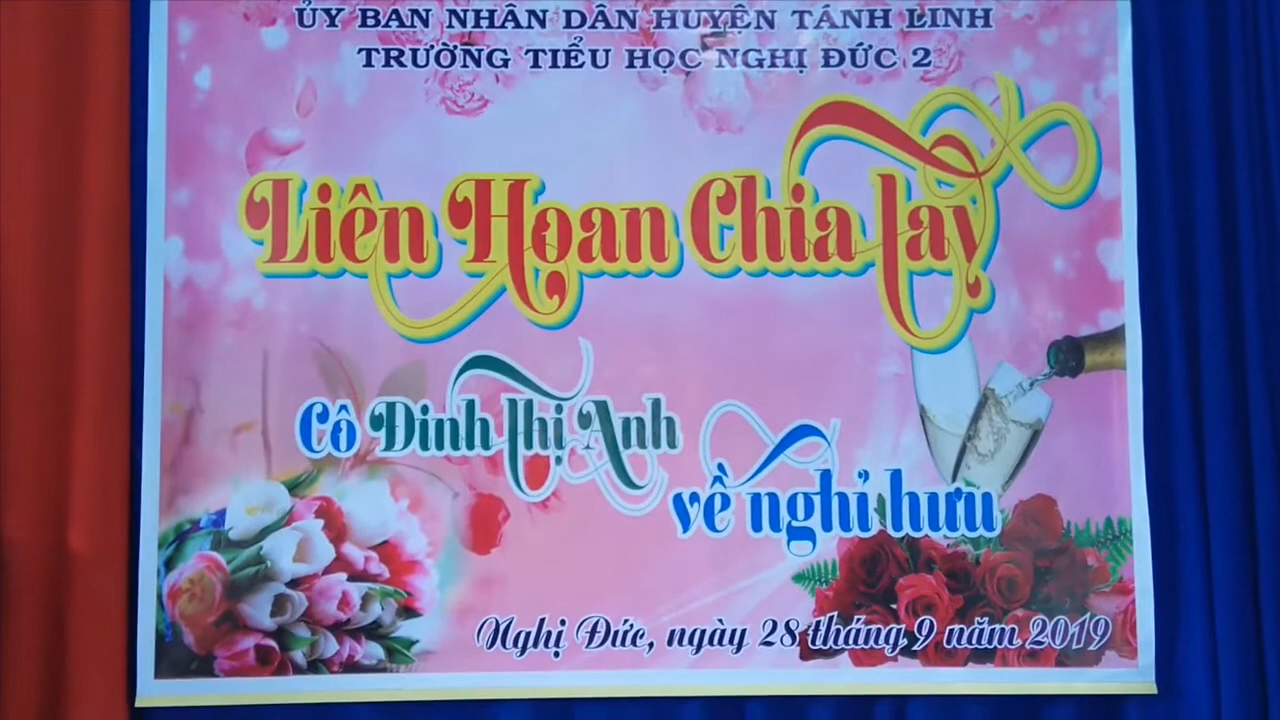 ỦY BAN NHÂN DÂN HUYỆN TÁNH LINH
TRƯỜNG TIỂU HỌC NGHỊ ĐỨC 2
Liên Hoan Chia Tay
Cô Đinh Thị Anh
về nghỉ hưu
Nghị Đức, ngày 28 tháng 9 năm 2019